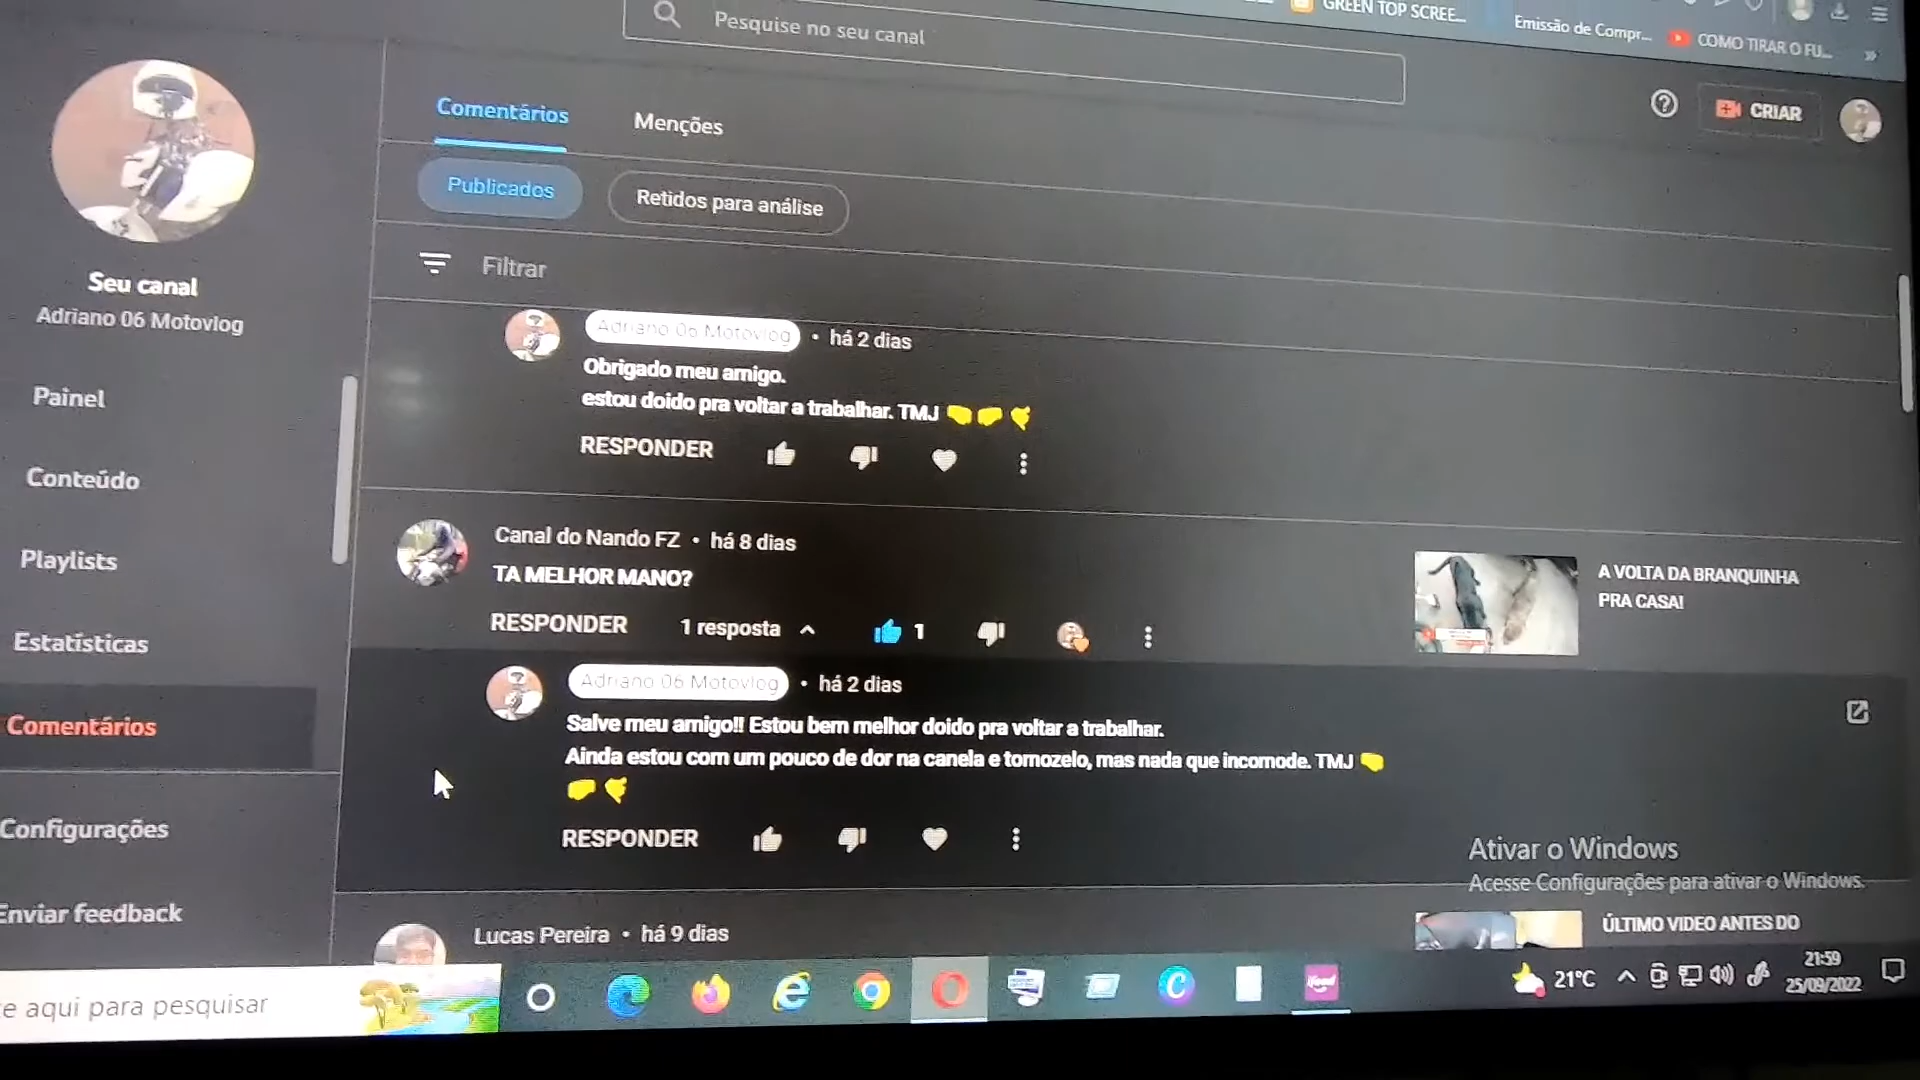 GREEN TOP SCREE...
Emissão de Compr...
COMO TIRAR O FU...
Pesquise no seu canal
CRIAR
Comentários
Menções
Publicados
Retidos para análise
Filtrar
Seu canal
Adriano 06 Motovlog
Painel
Conteúdo
Playlists
Estatísticas
Comentários
Configurações
Enviar feedback
Adriano 06 Motovlog • há 2 dias
Obrigado meu amigo.
estou doido pra voltar a trabalhar. TMJ
RESPONDER
Canal do Nando FZ • há 8 dias
TA MELHOR MANO?
RESPONDER 1 resposta 1
A VOLTA DA BRANQUINHA
PRA CASA!
Adriano 06 Motovlog • há 2 dias
Salve meu amigo!! Estou bem melhor doido pra voltar a trabalhar.
Ainda estou com um pouco de dor na canela e tornozelo, mas nada que incomode. TMJ
RESPONDER
Ativar o Windows
Acesse Configurações para ativar o Windows.
Lucas Pereira • há 9 dias
ÚLTIMO VIDEO ANTES DO
e aqui para pesquisar
21°C
21:59
25/09/2022